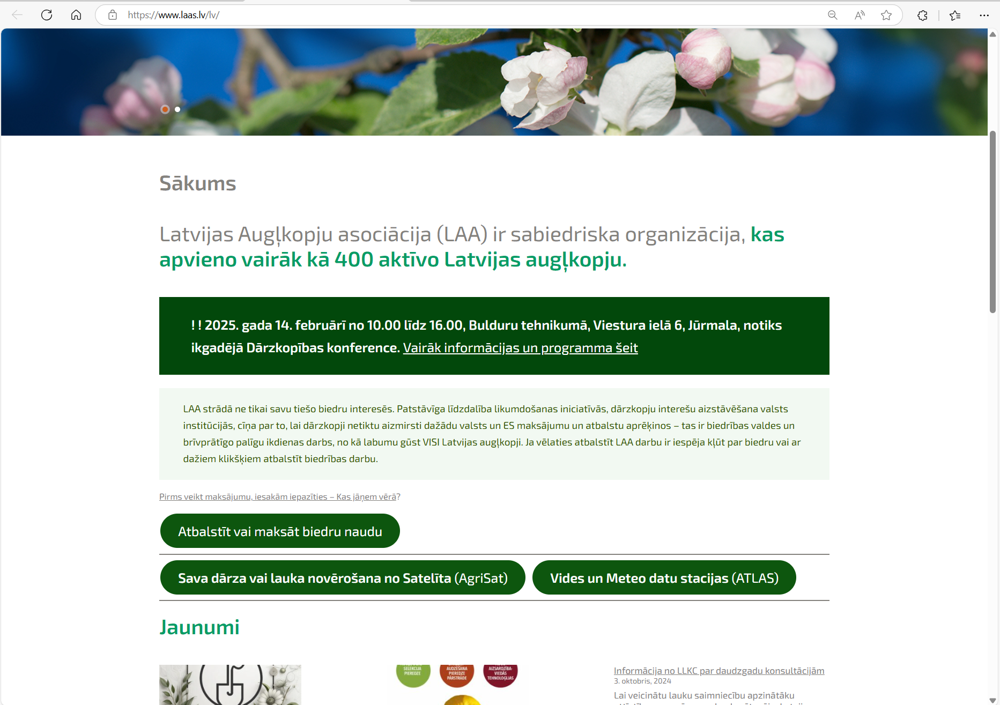 https://www.laas.lv/lv/
Sākums
Latvijas Augļkopju asociācija (LAA) ir sabiedriska organizācija, kas
apvieno vairāk kā 400 aktīvo Latvijas augļkopju.
! ! 2025. gada 14. februārī no 10.00 līdz 16.00, Bulduru tehnikumā, Viestura ielā 6, Jūrmala, notiks
ikgadējā Dārzkopības konference. Vairāk informācijas un programma šeit
LAA strādā ne tikai savu tiešo biedru interesēs. Patstāvīga līdzdalība likumdošanas iniciatīvās, dārzkopju interešu aizstāvēšana valsts
institūcijās, cīņa par to, lai dārzkopji netiktu aizmirsti dažādu valsts un ES maksājumu un atbalstu aprēķinos – tas ir biedrības valdes un
brīvprātīgo palīgu ikdienas darbs, no kā labumu gūst VISI Latvijas augļkopji. Ja vēlaties atbalstīt LAA darbu ir iespēja kļūt par biedru vai ar
dažiem klikšķiem atbalstīt biedrības darbu.
Pirms veikt maksājumu, iesakām iepazīties – Kas jāņem vērā?
Atbalstīt vai maksāt biedru naudu
Sava dārza vai lauka novērošana no Satelīta (AgriSat)
Vides un Meteo datu stacijas (ATLAS)
Jaunumi
SELEKCIJA
PIEREDZE
AUDZĒŠANA
PIEREDZE
PĀRSTRĀDE
AIZSARDZĪBA
VIEDĀS
TEHNOLOĢIJAS
Informācija no LLKC par daudzgadu konsultācijām
3. oktobris, 2024
Lai veicinātu lauku saimniecību apzinātāku